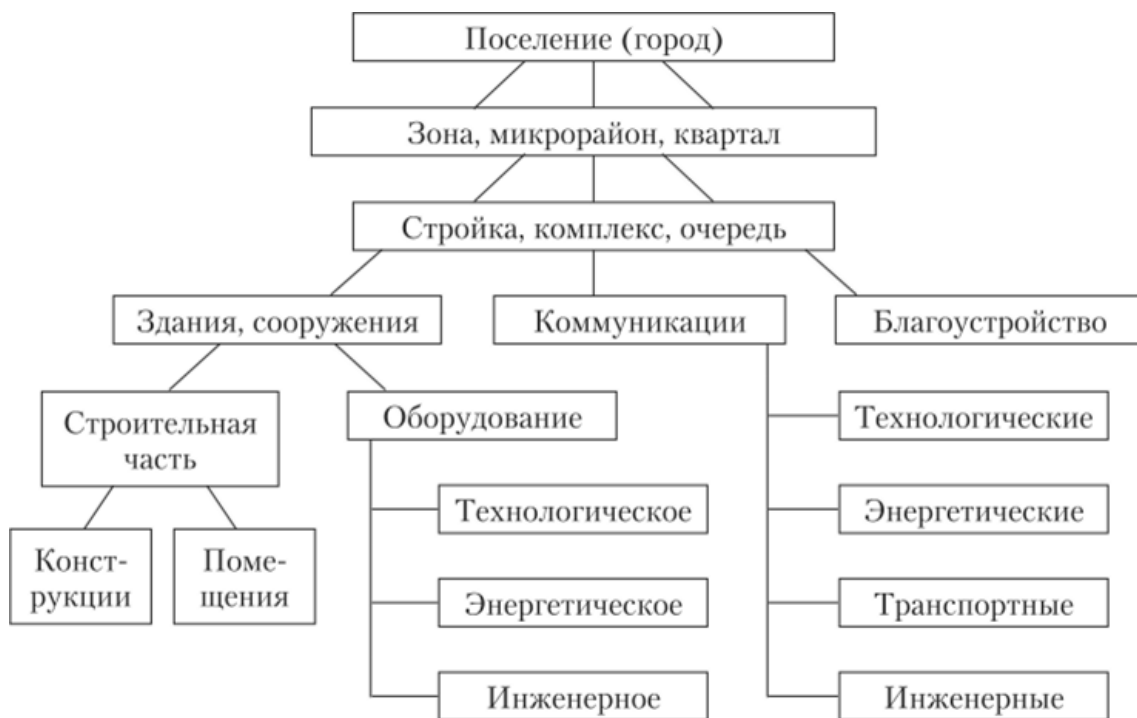 Поселение (город)
Зона, микрорайон, квартал
Стройка, комплекс, очередь
Здания, сооружения
Коммуникации
Благоустройство
Строительная
часть
Оборудование
Технологические
Технологическое
Энергетические
Конст-
рукции
Поме-
щения
Энергетическое
Транспортные
Инженерное
Инженерные